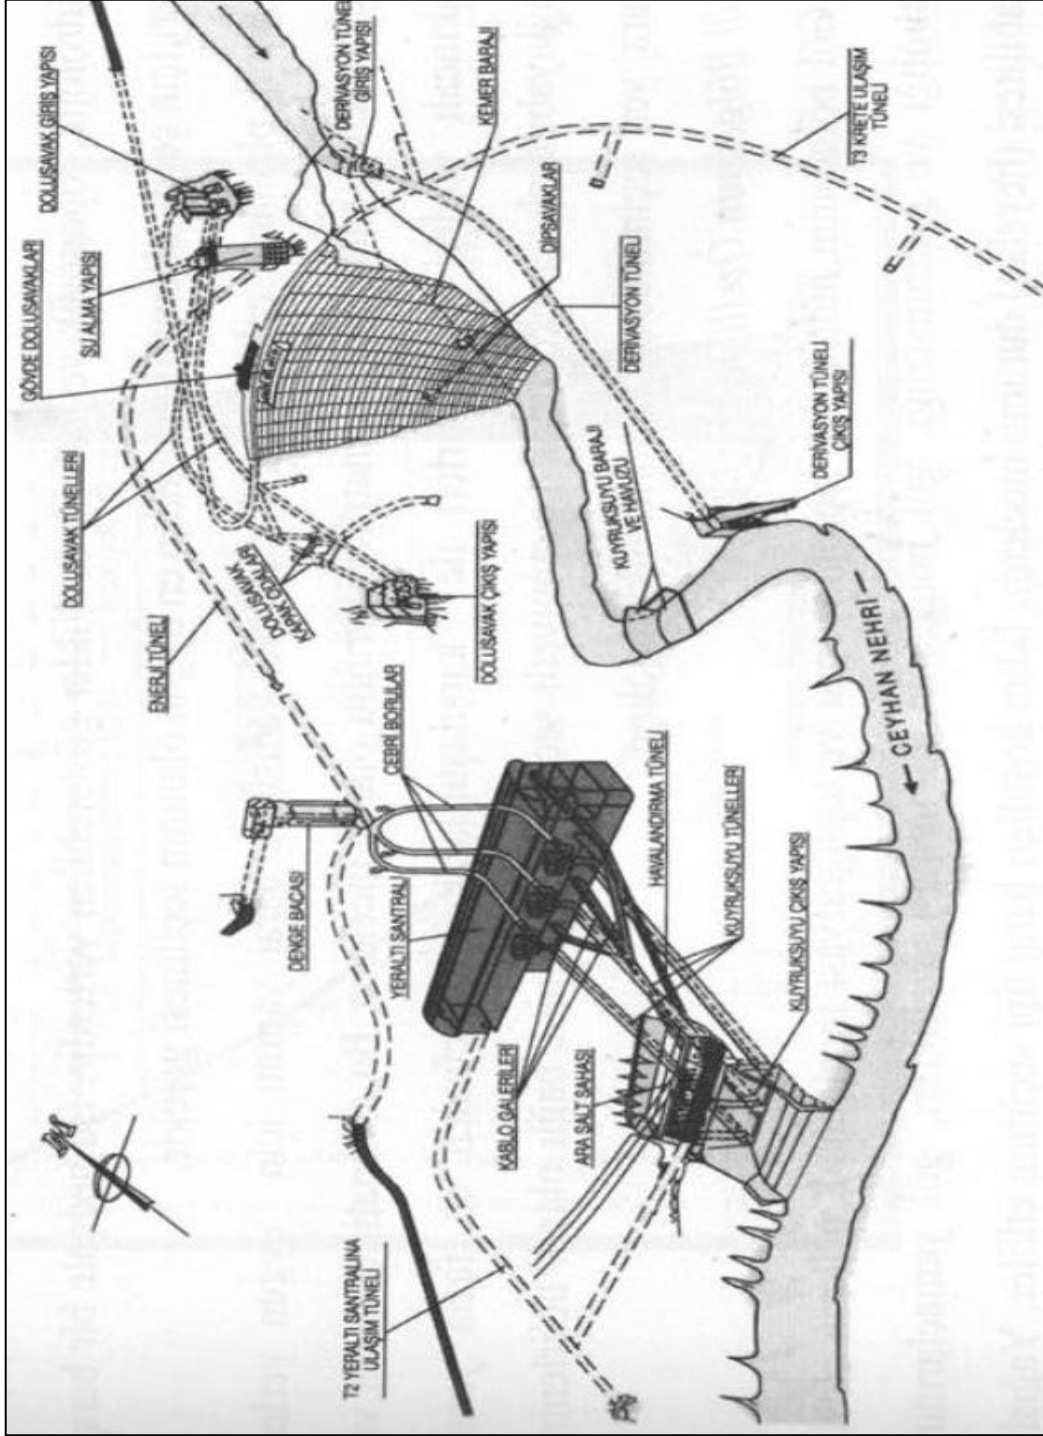 GÖVDE DOLUSAVAKLARI
DOLUSAVAK GİRİŞ YAPISI
DOLUSAVAK TÜNELLERİ
SU ALMA YAPISI
ENERJİ TÜNELİ
DOLUSAVAK
KAPAK ODALARI
DENGE BACASI
DERİVASYON TÜNELİ
GİRİŞ YAPISI
T2 YERALTI SANTRALINA
ULAŞIM TÜNELİ
YERALTI SANTRALI
CEBRİ BORULAR
DOLUSAVAK ÇIKIŞ YAPISI
KEMER BARAJI
KABLO GALERİLERİ
DİPSAVAKLAR
ARA ŞALT SAHASI
KUYRUKSUYU BARAJI
VE HAVUZU
DERİVASYON TÜNELİ
HAVALANDIRMA TÜNELİ
KUYRUKSUYU TÜNELLERİ
KUYRUKSUYU ÇIKIŞ YAPISI
DERİVASYON TÜNELİ
ÇIKIŞ YAPISI
T3 KRETE ULAŞIM
TÜNELİ
CEYHAN NEHRİ